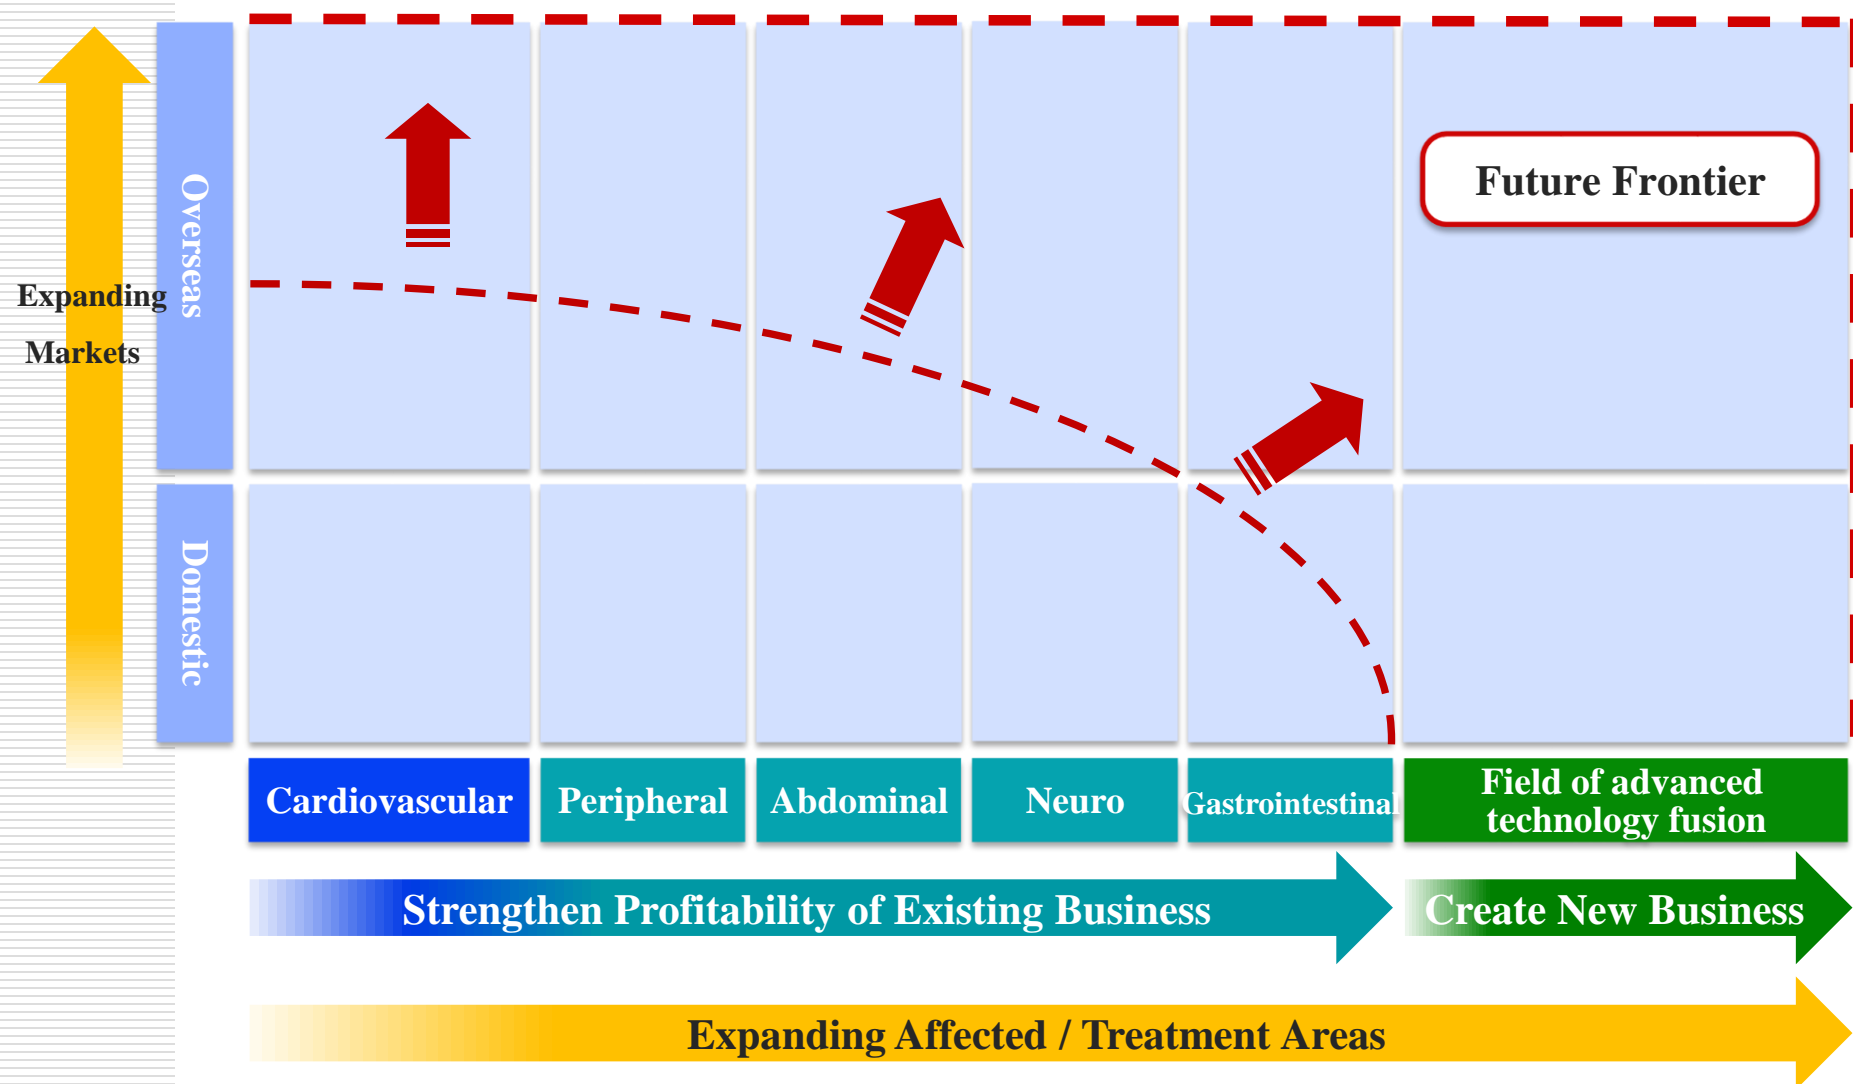 Future Frontier
Overseas
Expanding
Markets
Domestic
Cardiovascular
Peripheral
Abdominal
Neuro
Gastrointestinal
Field of advanced
technology fusion
Strengthen Profitability of Existing Business
Create New Business
Expanding Affected / Treatment Areas